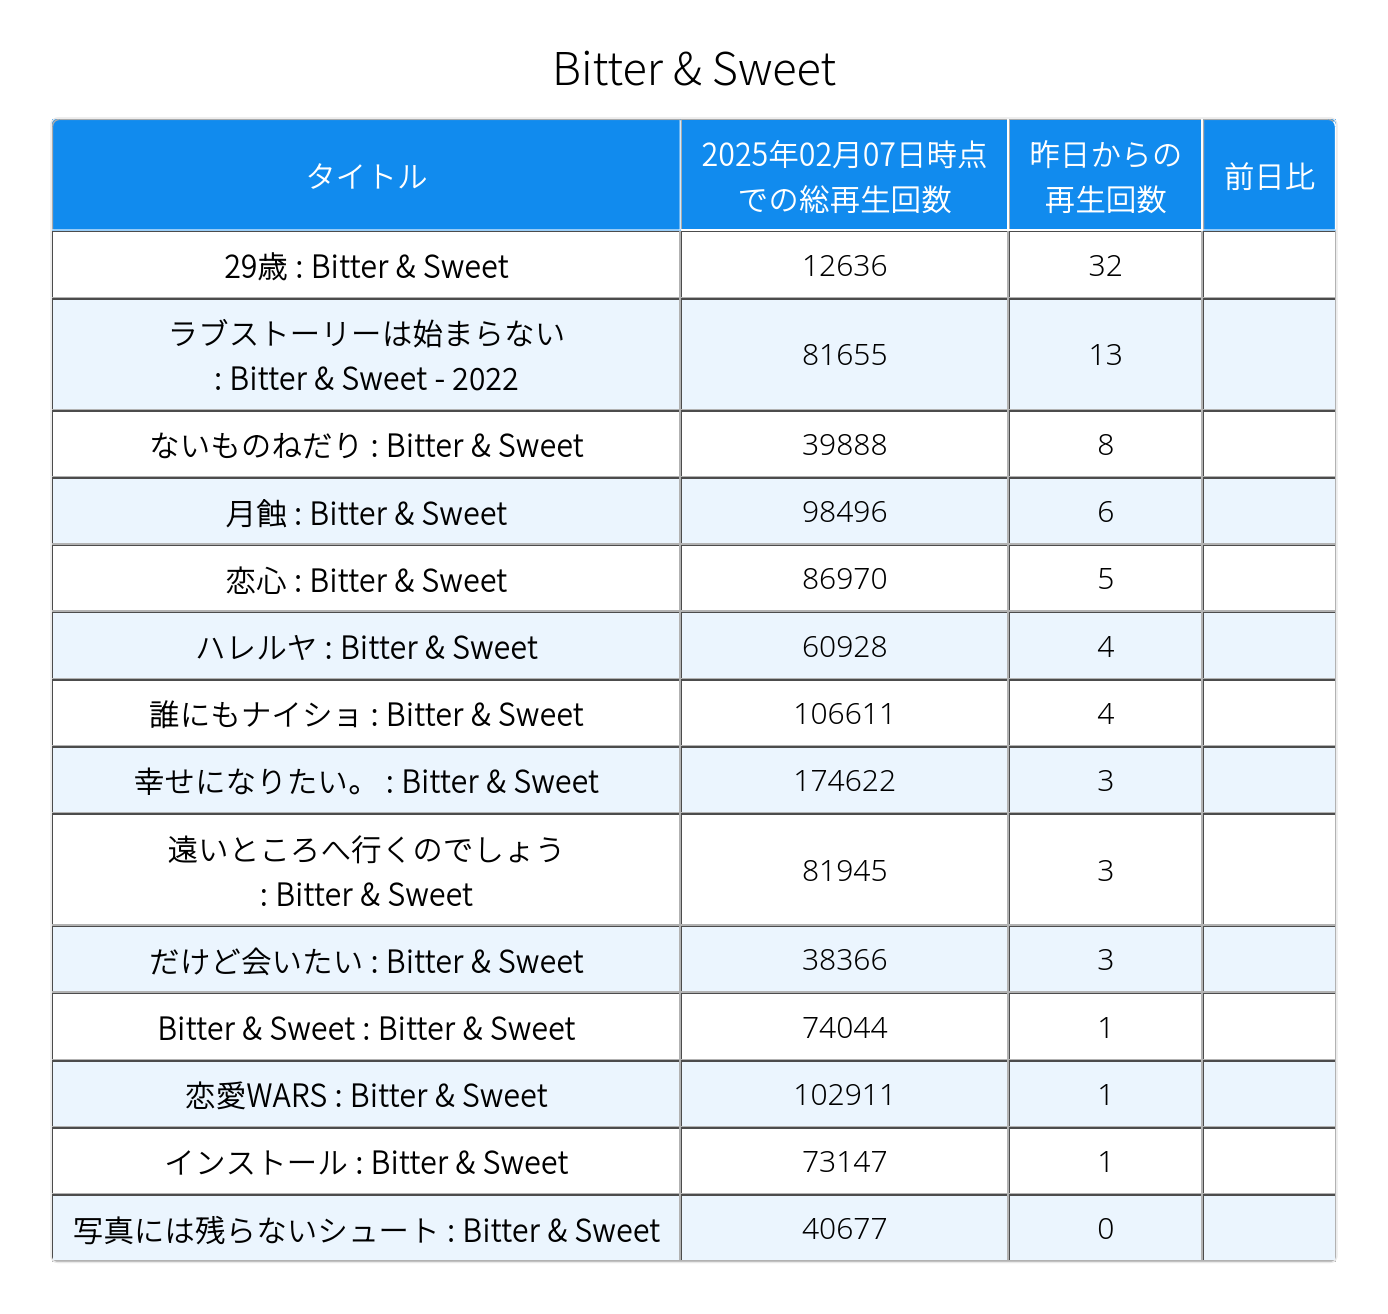 Bitter & Sweet
タイトル
2025年02月07日時点
での総再生回数
昨日からの
再生回数
前日比
29歳 : Bitter & Sweet
12636
32
ラブストーリーは始まらない
: Bitter & Sweet - 2022
81655
13
ないものねだり : Bitter & Sweet
39888
8
月蝕 : Bitter & Sweet
98496
6
恋心 : Bitter & Sweet
86970
5
ハレルヤ : Bitter & Sweet
60928
4
誰にもナイショ : Bitter & Sweet
106611
4
幸せになりたい。 : Bitter & Sweet
174622
3
遠いところへ行くのでしょう
: Bitter & Sweet
81945
3
だけど会いたい : Bitter & Sweet
38366
3
Bitter & Sweet : Bitter & Sweet
74044
1
恋愛WARS : Bitter & Sweet
102911
1
インストール : Bitter & Sweet
73147
1
写真には残らないシュート : Bitter & Sweet
40677
0